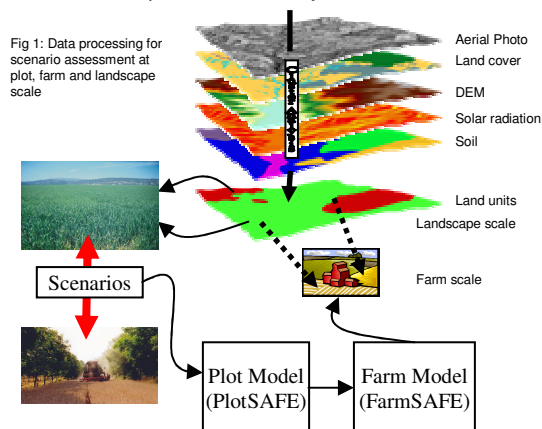 Fig 1: Data processing for
scenario assessment at
plot, farm and landscape
scale
Aerial Photo
Land cover
DEM
Solar radiation
Soil
Land units
Landscape scale
Farm scale
Scenarios
Plot Model
(PlotSAFE)
Farm Model
(FarmSAFE)